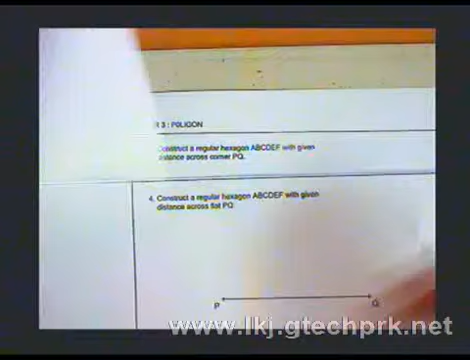 R 3 : POLIGON
Construct a regular hexagon ABCDEF with given
distance across corner PQ.
4. Construct a regular hexagon ABCDEF with given
distance across flat PQ
P
Q
www.lkj.gtechprk.net